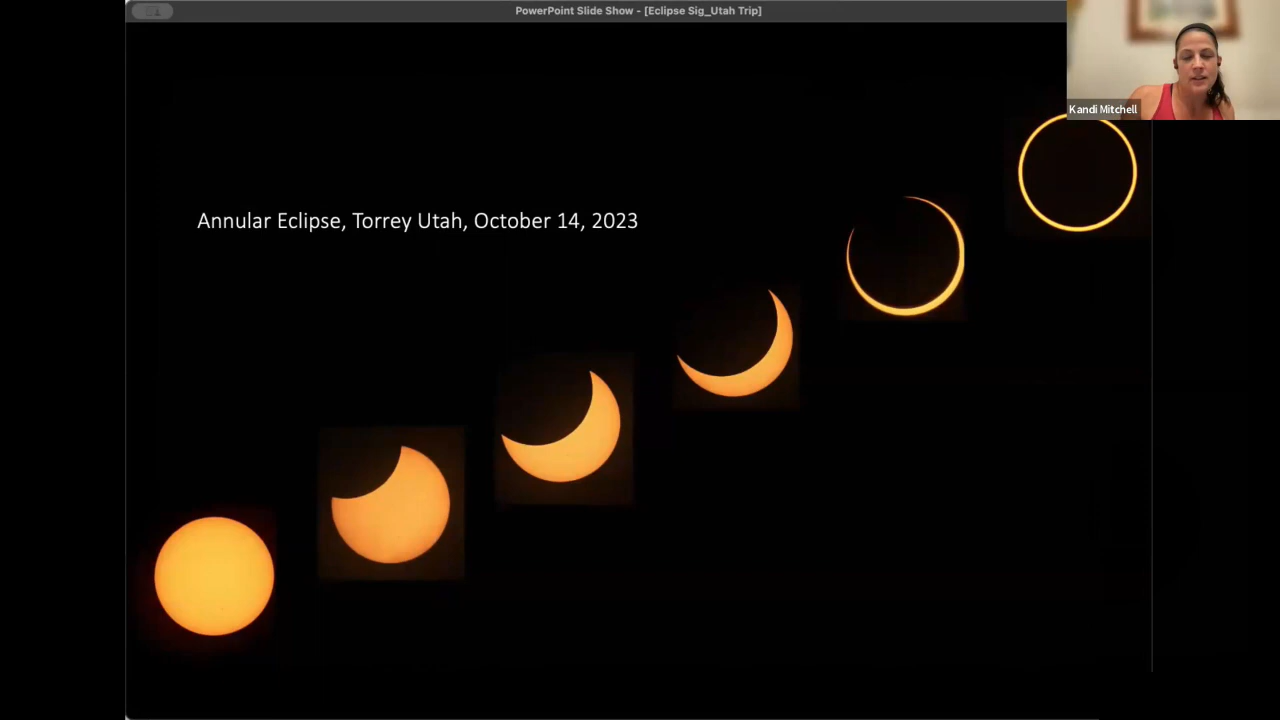 PowerPoint Slide Show - [Eclipse Sig_Utah Trip]
Kandi Mitchell
Annular Eclipse, Torrey Utah, October 14, 2023